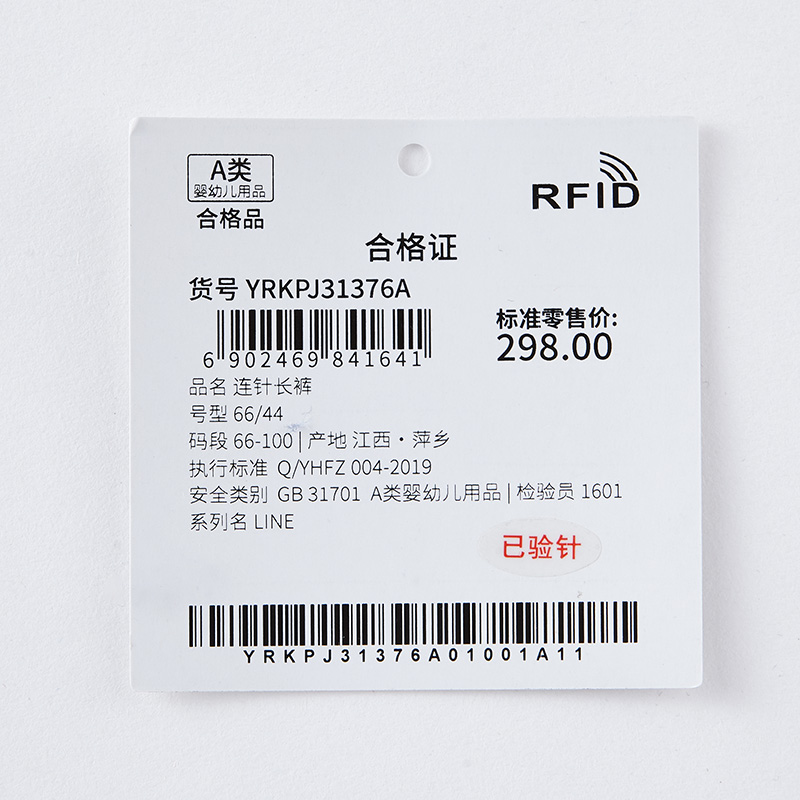 A类
婴幼儿用品
合格品
RFID
合格证
货号 YRKPJ31376A
6 902469 841641
标准零售价:
298.00
品名 连针长裤
号型 66/44
码段 66-100 | 产地 江西·萍乡
执行标准 Q/YHFZ 004-2019
安全类别 GB 31701 A类婴幼儿用品 | 检验员 1601
系列名 LINE
已验针
YRKPJ31376A01001A11